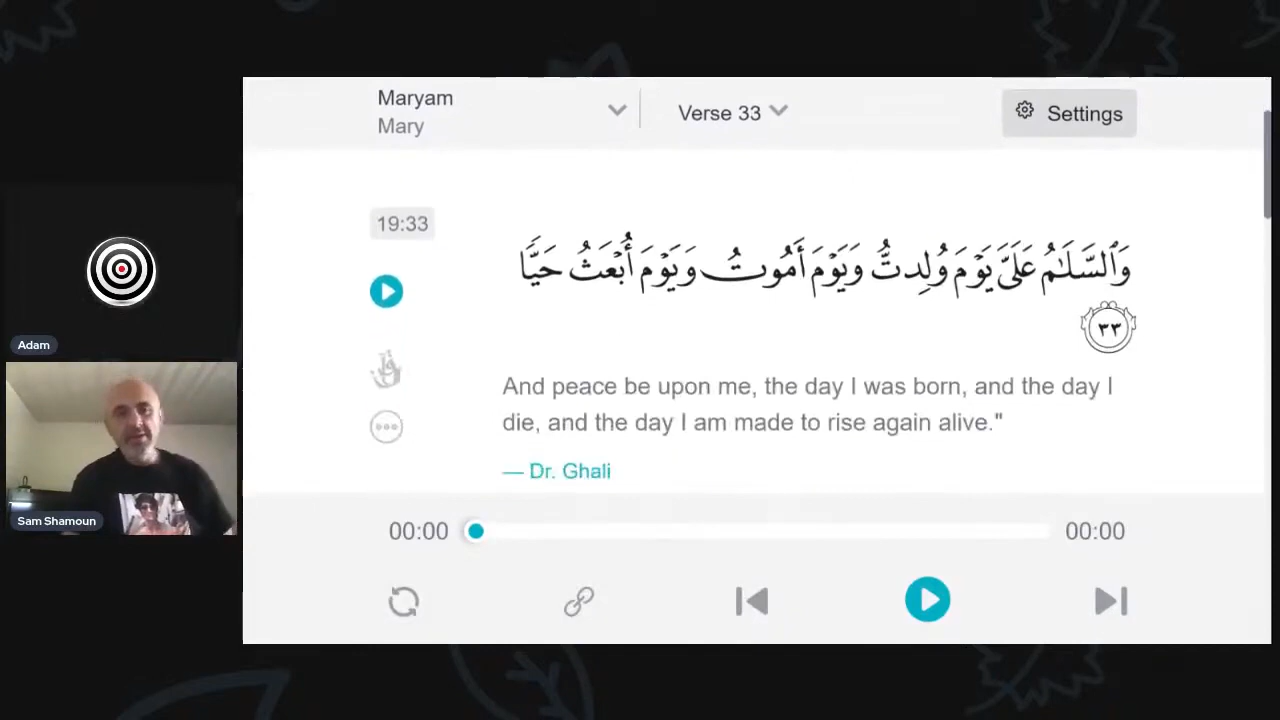 Maryam
Mary
Verse 33
Settings
19:33
وَٱلسَّلَـٰمُ عَلَىَّ يَوْمَ وُلِدتُّ وَيَوْمَ أَمُوتُ وَيَوْمَ أُبْعَثُ حَيًّا
٣٣
And peace be upon me, the day I was born, and the day I
die, and the day I am made to rise again alive."
— Dr. Ghali
00:00
00:00
Adam
Sam Shamoun